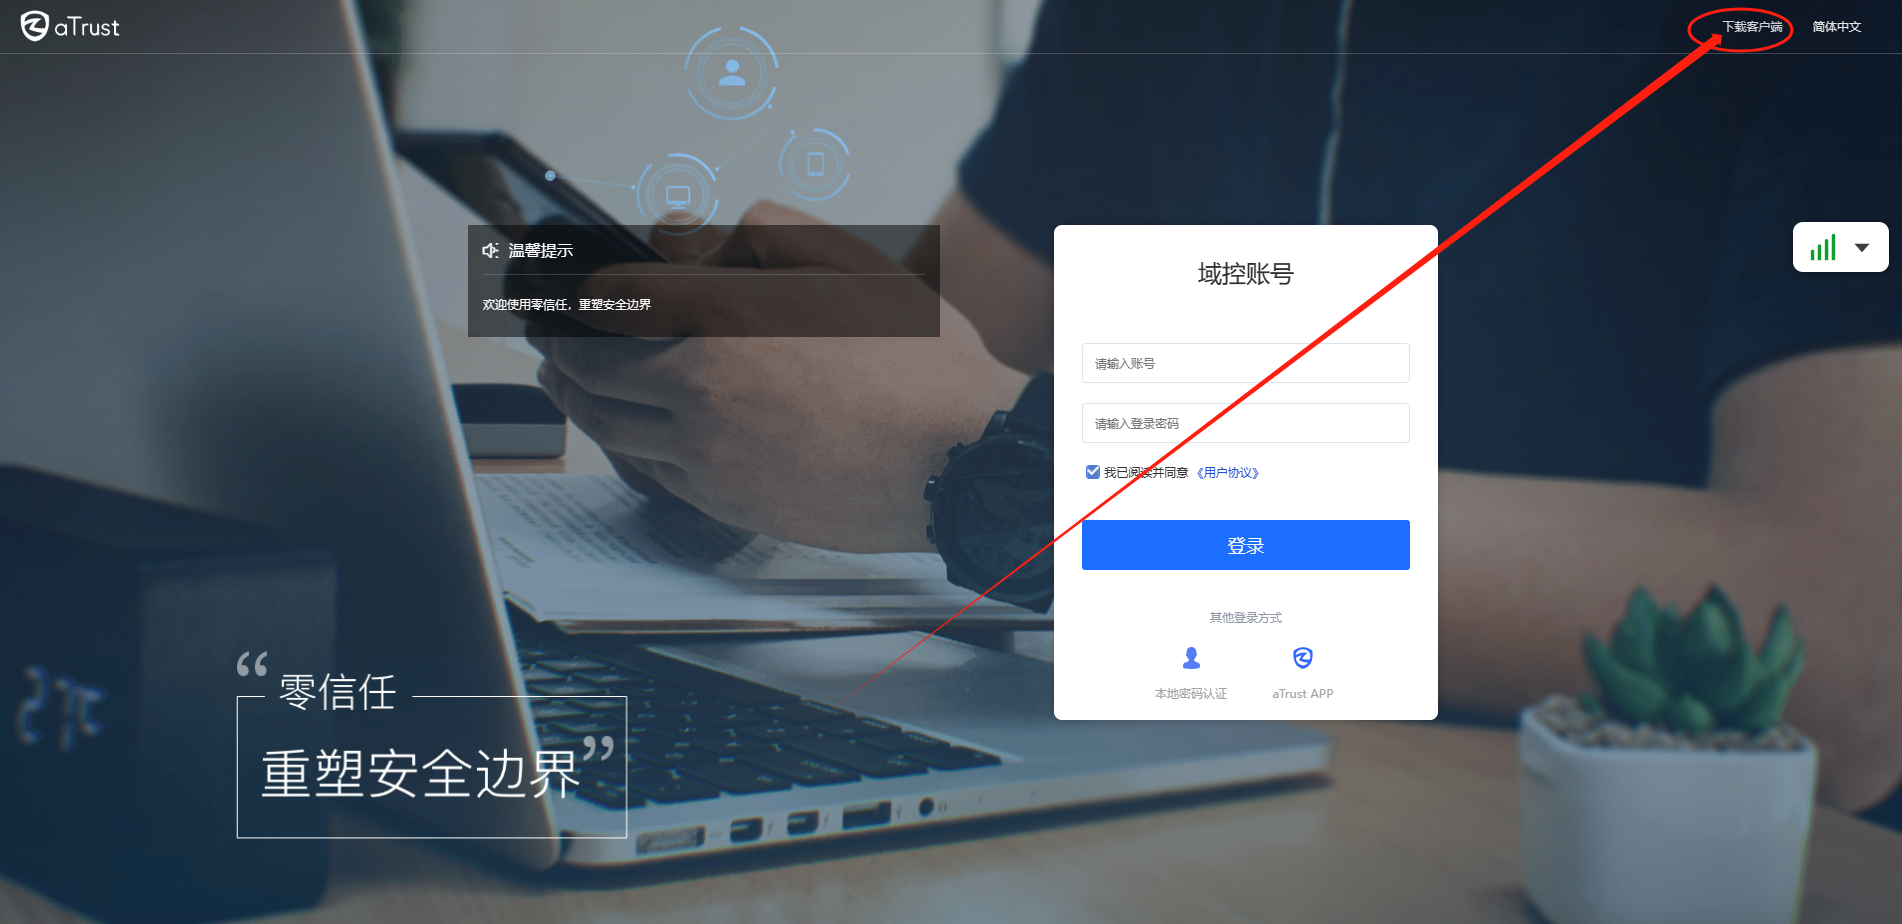 aTrust
下载客户端
简体中文
温馨提示
欢迎使用零信任，重塑安全边界
域控账号
请输入账号
请输入登录密码
我已阅读并同意《用户协议》
登录
其他登录方式
本地密码认证
aTrust APP
“零信任
重塑安全边界”